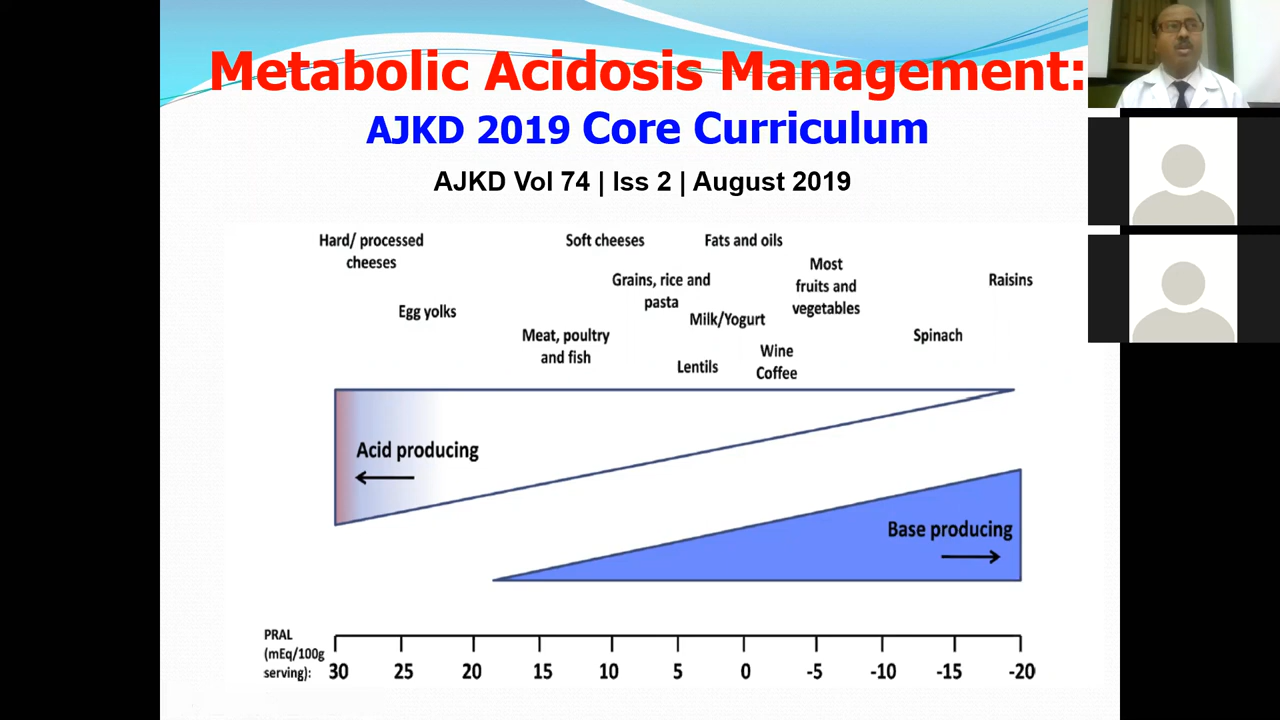 Metabolic Acidosis Management:
AJKD 2019 Core Curriculum
AJKD Vol 74 | Iss 2 | August 2019
Hard/ processed
cheeses
Egg yolks
Soft cheeses
Meat, poultry
and fish
Grains, rice and
pasta
Fats and oils
Milk/Yogurt
Lentils
Wine
Coffee
Most
fruits and
vegetables
Spinach
Raisins
Acid producing
Base producing
PRAL
(mEq/100g
serving):
30 25 20 15 10 5 0 -5 -10 -15 -20